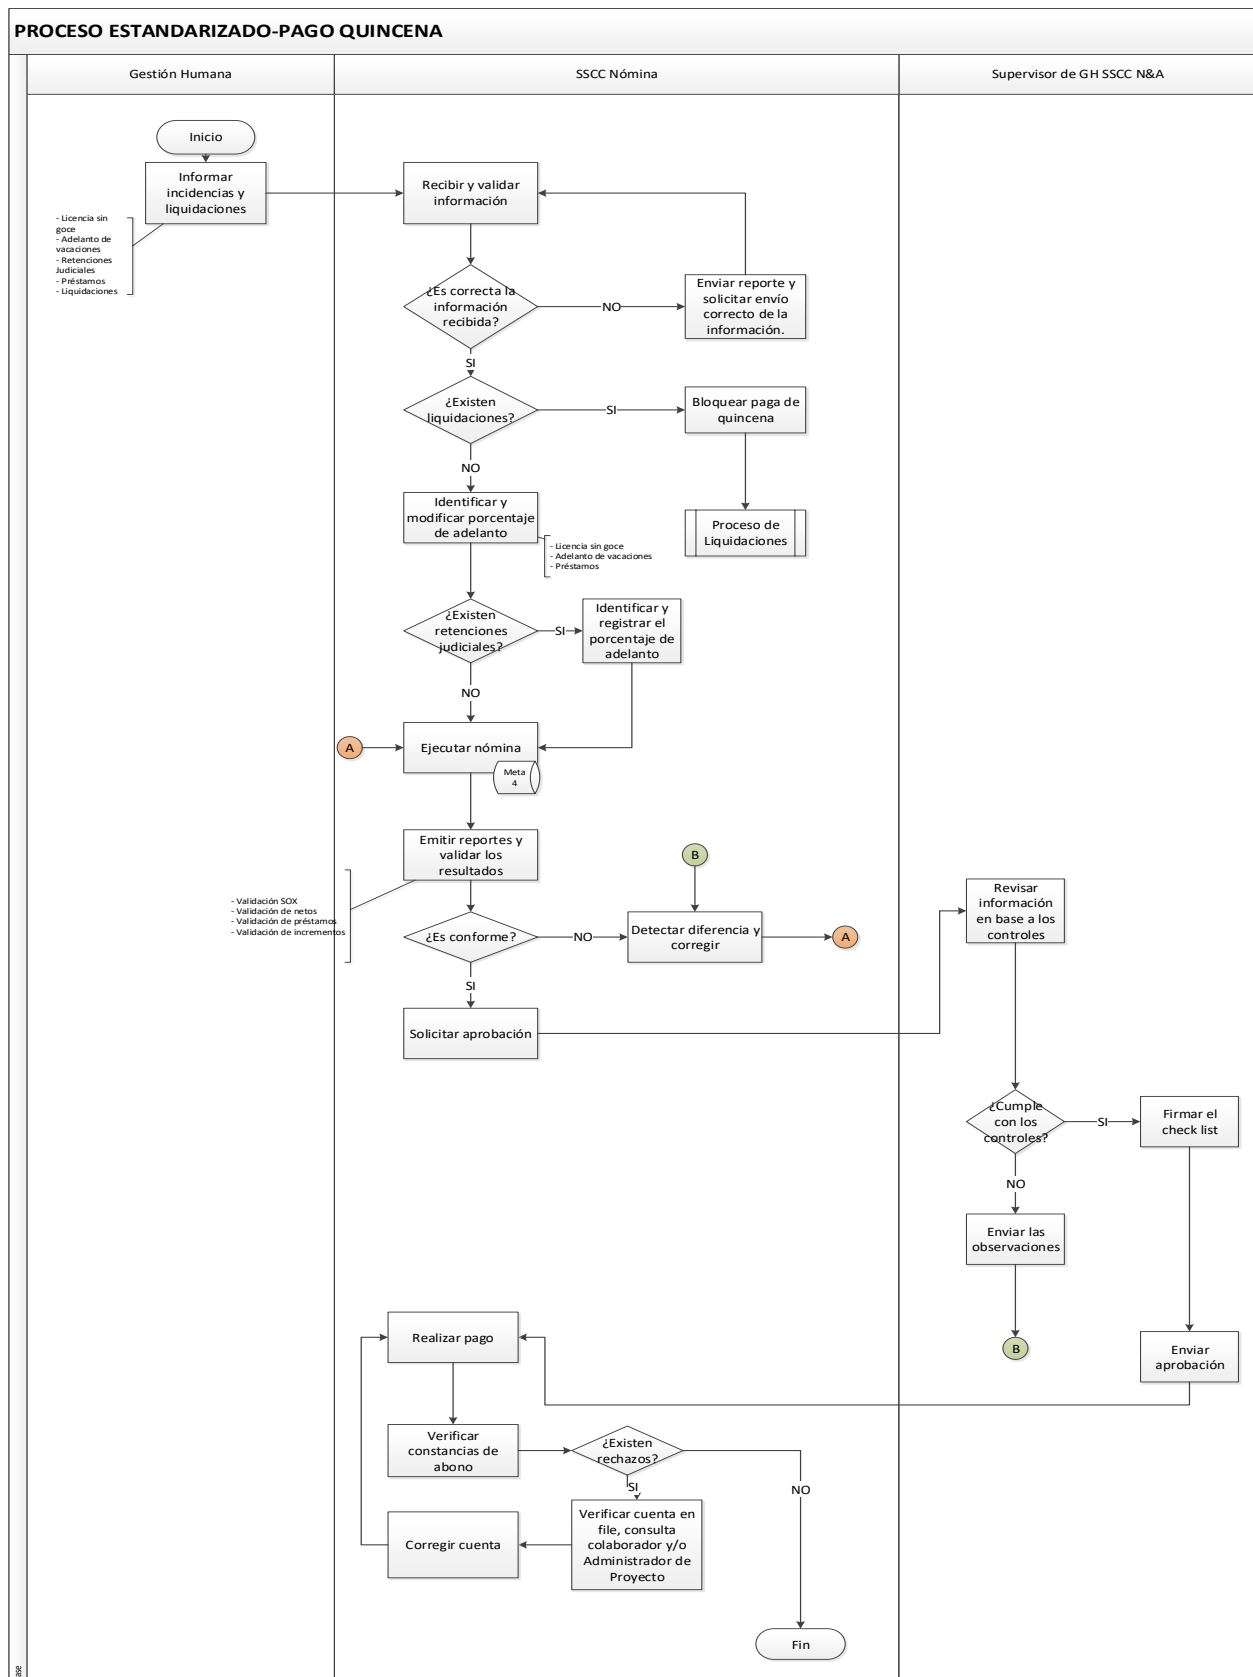 PROCESO ESTANDARIZADO-PAGO QUINCENA
Gestión Humana
SSCC Nómina
Supervisor de GH SSCC N&A
Inicio
Informar
incidencias y
liquidaciones
- Licencia sin
goce
- Adelanto de
vacaciones
- Retenciones
Judiciales
- Préstamos
- Liquidaciones
Recibir y validar
información
¿Es correcta la
información
recibida?
NO
Enviar reporte y
solicitar envío
correcto de la
información.
SI
¿Existen
liquidaciones?
SI
Bloquear paga de
quincena
NO
Proceso de
Liquidaciones
Identificar y
modificar porcentaje
de adelanto
- Licencia sin goce
- Adelanto de vacaciones
- Préstamos
¿Existen
retenciones
judiciales?
SI
Identificar y
registrar el
porcentaje de
adelanto
NO
A
Ejecutar nómina
Meta
4
Emitir reportes y
validar los
resultados
- Validación SOX
- Validación de netos
- Validación de préstamos
- Validación de incrementos
B
¿Es conforme?
NO
Detectar diferencia y
corregir
A
SI
Solicitar aprobación
Revisar
información
en base a los
controles
¿Cumple
con los
controles?
SI
Firmar el
check list
NO
Enviar las
observaciones
B
Enviar
aprobación
Realizar pago
Verificar
constancias de
abono
¿Existen
rechazos?
NO
SI
Verificar cuenta en
file, consulta
colaborador y/o
Administrador de
Proyecto
Corregir cuenta
Fin